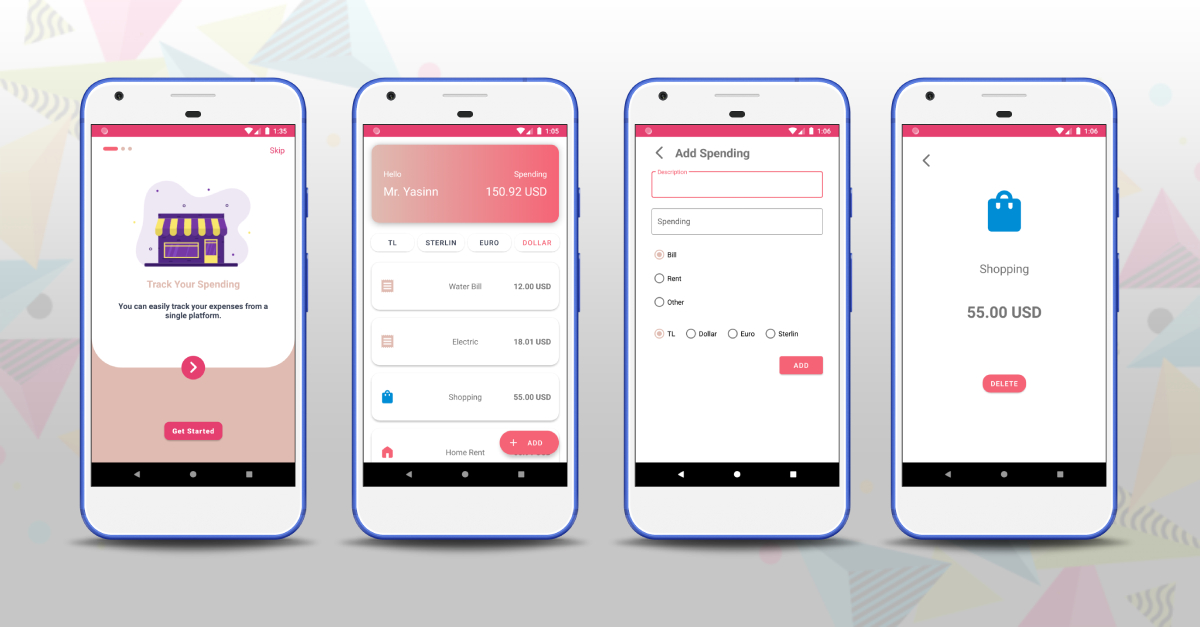 1:35
Skip
Track Your Spending
You can easily track your expenses from a
single platform.
Get Started
1:05
Hello
Spending
Mr. Yasinn
150.92 USD
TL
STERLIN
EURO
DOLLAR
Water Bill
12.00 USD
Electric
18.01 USD
Shopping
55.00 USD
Home Rent
+ ADD
1:06
Add Spending
Description
Spending
Bill
Rent
Other
TL
Dollar
Euro
Sterlin
ADD
1:06
Shopping
55.00 USD
DELETE